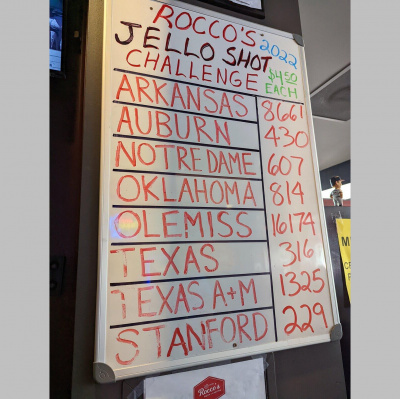 ROCCO'S
2022
JELLO SHOT
CHALLENGE $4.50
EACH
ARKANSAS 8661
AUBURN 430
NOTRE DAME 607
OKLAHOMA 814
OLE MISS 16174
TEXAS 316
TEXAS A+M 1325
STANFORD 229
Rocco's